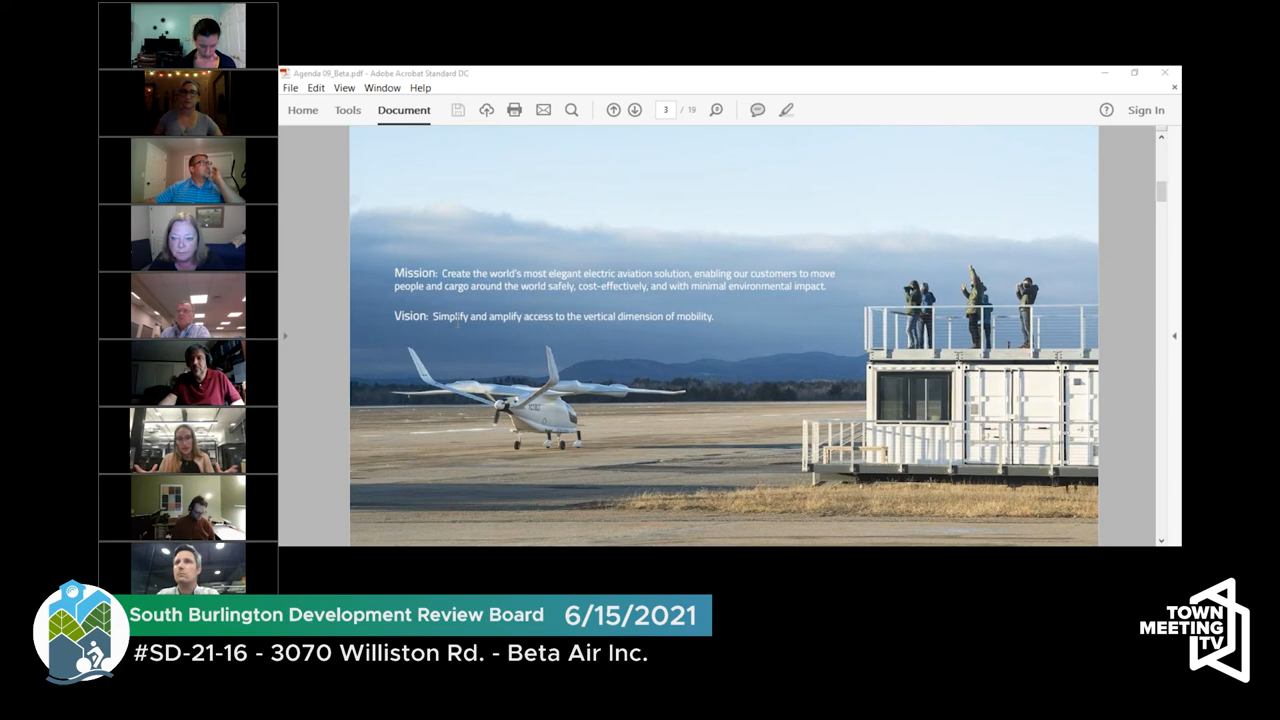 Agenda 09_Beta.pdf - Adobe Acrobat Standard DC
File Edit View Window Help
Home Tools Document 3 / 19 Sign In
Mission: Create the world's most elegant electric aviation solution, enabling our customers to move
people and cargo around the world safely, cost-effectively, and with minimal environmental impact.
Vision: Simplify and amplify access to the vertical dimension of mobility.
South Burlington Development Review Board 6/15/2021
#SD-21-16 - 3070 Williston Rd. - Beta Air Inc.
TOWN
MEETING
TV